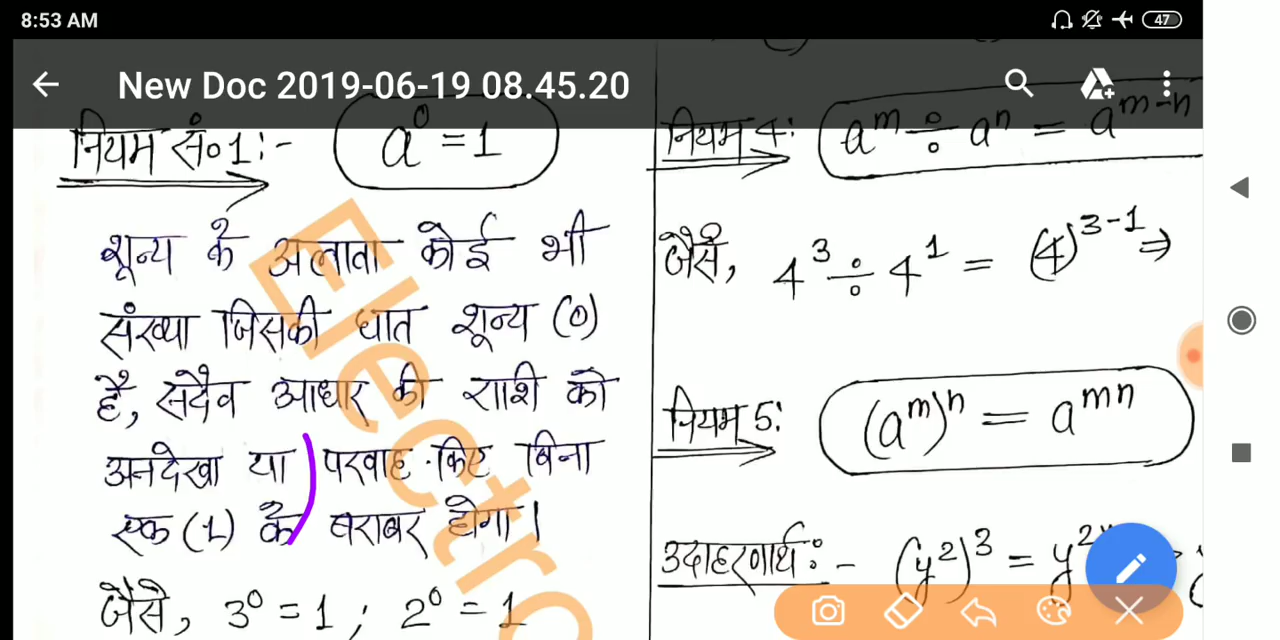 8:53 AM
47
New Doc 2019-06-19 08.45.20
नियम सं०1:-
a⁰ = 1
शून्य के अलावा कोई भी
संख्या जिसकी घात शून्य (0)
है, सदैव आधार की राशि को
अनदेखा या परवाह किए बिना
एक (1) के बराबर होगा।
जैसे, 3⁰ = 1 ; 2⁰ = 1
Electro
नियम 4:
aᵐ ÷ aⁿ = aᵐ⁻ⁿ
जैसे, 4³ ÷ 4¹ = (4)³⁻¹ ⇒
नियम 5:
(aᵐ)ⁿ = aᵐⁿ
उदाहरणार्थ :- (y²)³ = y²